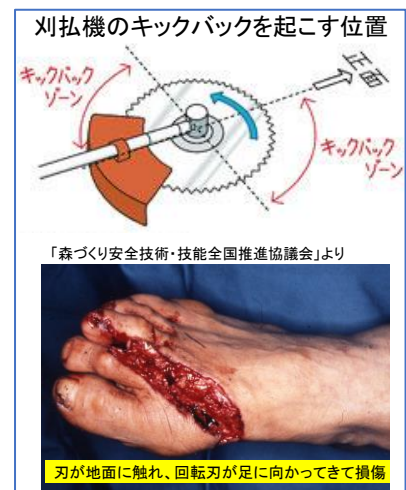 刈払機のキックバックを起こす位置
キックバック
ゾーン
正面
キックバック
ゾーン
「森づくり安全技術・技能全国推進協議会」より
刃が地面に触れ、回転刃が足に向かってきて損傷